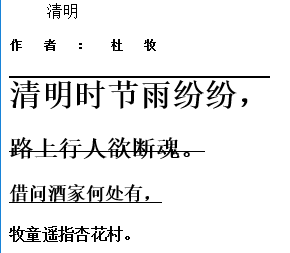 清明
作 者 : 杜 牧
清明时节雨纷纷，
路上行人欲断魂。
借问酒家何处有，
牧童遥指杏花村。